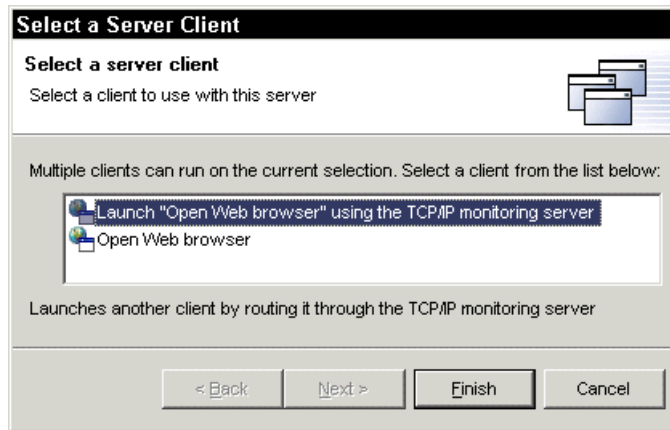 Select a Server Client
Select a server client
Select a client to use with this server
Multiple clients can run on the current selection. Select a client from the list below:
Launch "Open Web browser" using the TCP/IP monitoring server
Open Web browser
Launches another client by routing it through the TCP/IP monitoring server
< Back
Next >
Finish
Cancel